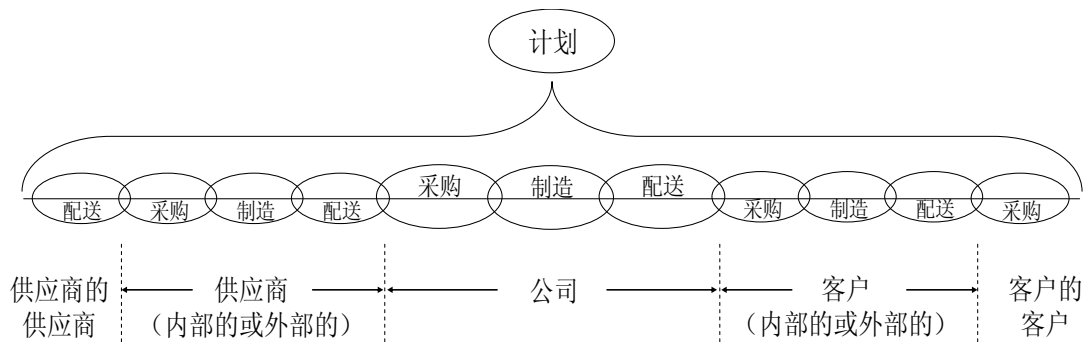 计划
采购 制造 配送
配送 采购 制造 配送 采购 制造 配送 采购
供应商的 供应商 公司 客户 客户的
供应商 （内部的或外部的） （内部的或外部的） 客户